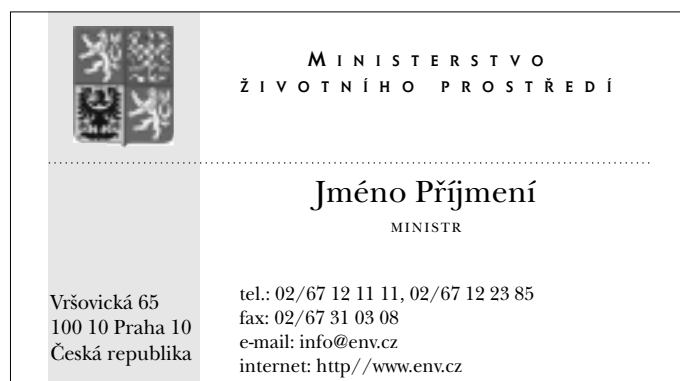 MINISTERSTVO
ŽIVOTNÍHO PROSTŘEDÍ
Jméno Příjmení
MINISTR
Vršovická 65
100 10 Praha 10
Česká republika
tel.: 02/67 12 11 11, 02/67 12 23 85
fax: 02/67 31 03 08
e-mail: info@env.cz
internet: http//www.env.cz